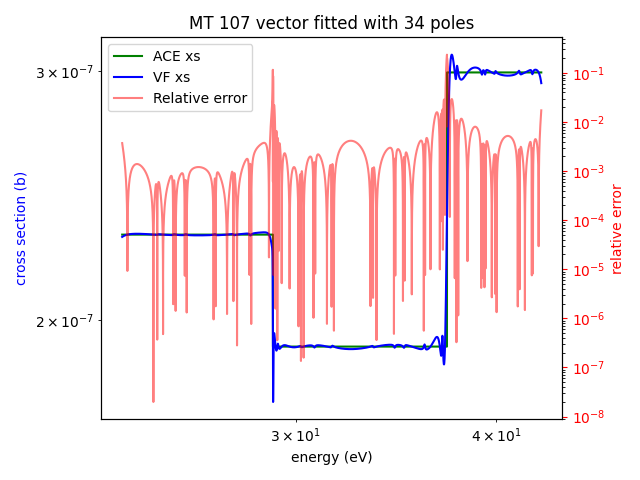 MT 107 vector fitted with 34 poles
ACE xs
VF xs
Relative error
3 × 10⁻⁷
2 × 10⁻⁷
cross section (b)
10⁻¹
10⁻²
10⁻³
10⁻⁴
10⁻⁵
10⁻⁶
10⁻⁷
10⁻⁸
relative error
3 × 10¹
4 × 10¹
energy (eV)